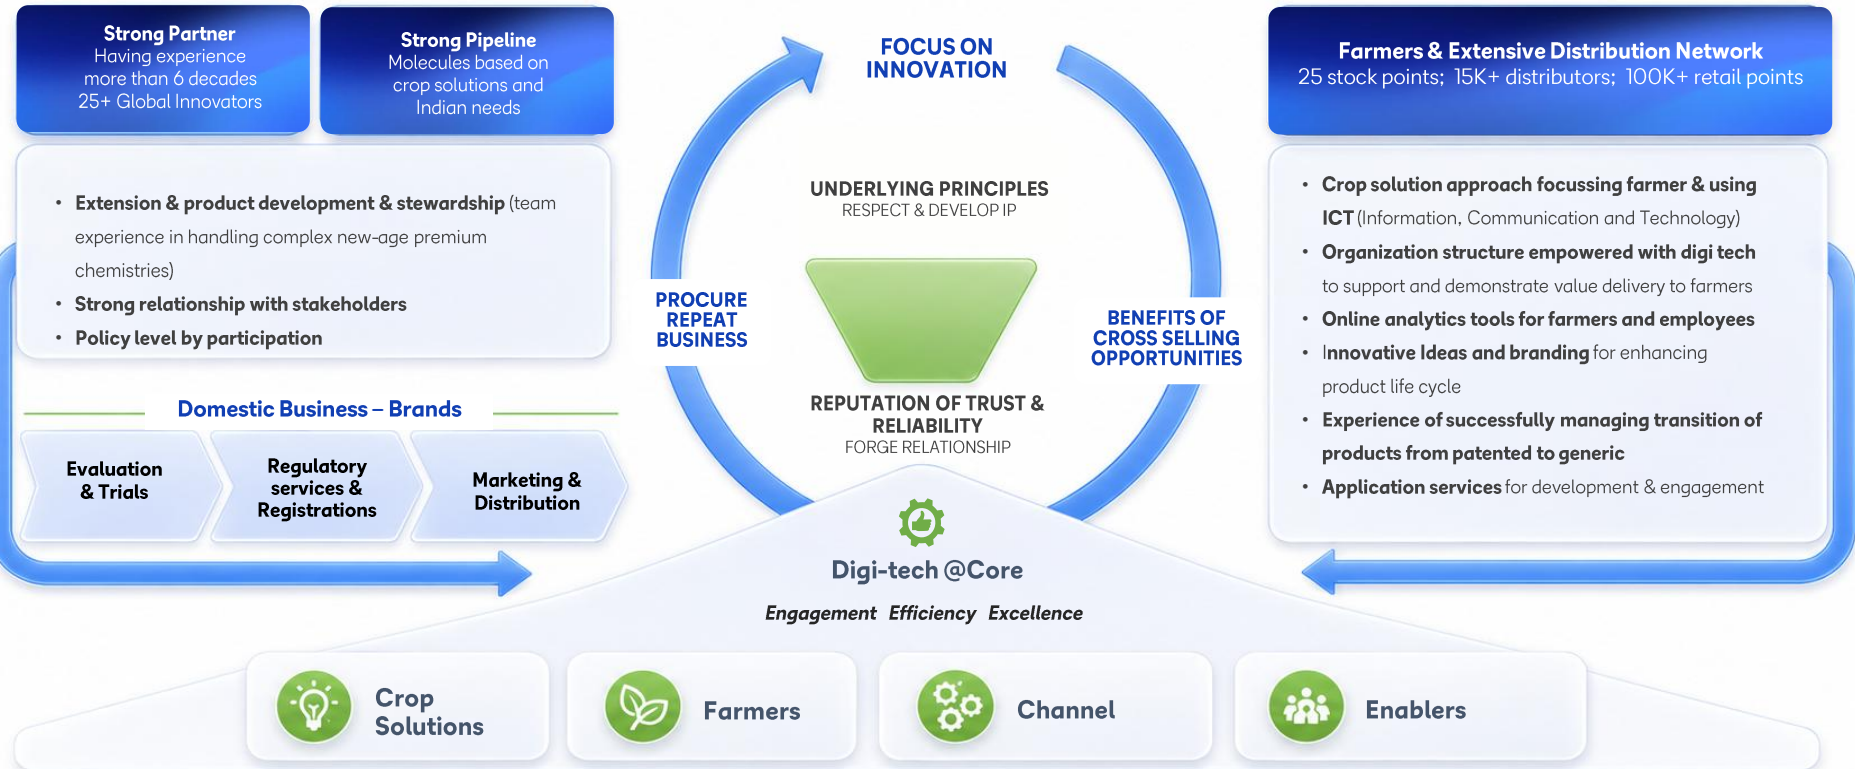 Strong Partner
Having experience
more than 6 decades
25+ Global Innovators
Strong Pipeline
Molecules based on
crop solutions and
Indian needs
• Extension & product development & stewardship (team
experience in handling complex new-age premium
chemistries)
• Strong relationship with stakeholders
• Policy level by participation
Domestic Business – Brands
Evaluation
& Trials
Regulatory
services &
Registrations
Marketing &
Distribution
FOCUS ON
INNOVATION
UNDERLYING PRINCIPLES
RESPECT & DEVELOP IP
PROCURE
REPEAT
BUSINESS
BENEFITS OF
CROSS SELLING
OPPORTUNITIES
REPUTATION OF TRUST &
RELIABILITY
FORGE RELATIONSHIP
Farmers & Extensive Distribution Network
25 stock points; 15K+ distributors; 100K+ retail points
• Crop solution approach focussing farmer & using
ICT (Information, Communication and Technology)
• Organization structure empowered with digi tech
to support and demonstrate value delivery to farmers
• Online analytics tools for farmers and employees
• Innovative Ideas and branding for enhancing
product life cycle
• Experience of successfully managing transition of
products from patented to generic
• Application services for development & engagement
Digi-tech @Core
Engagement Efficiency Excellence
Crop
Solutions
Farmers
Channel
Enablers